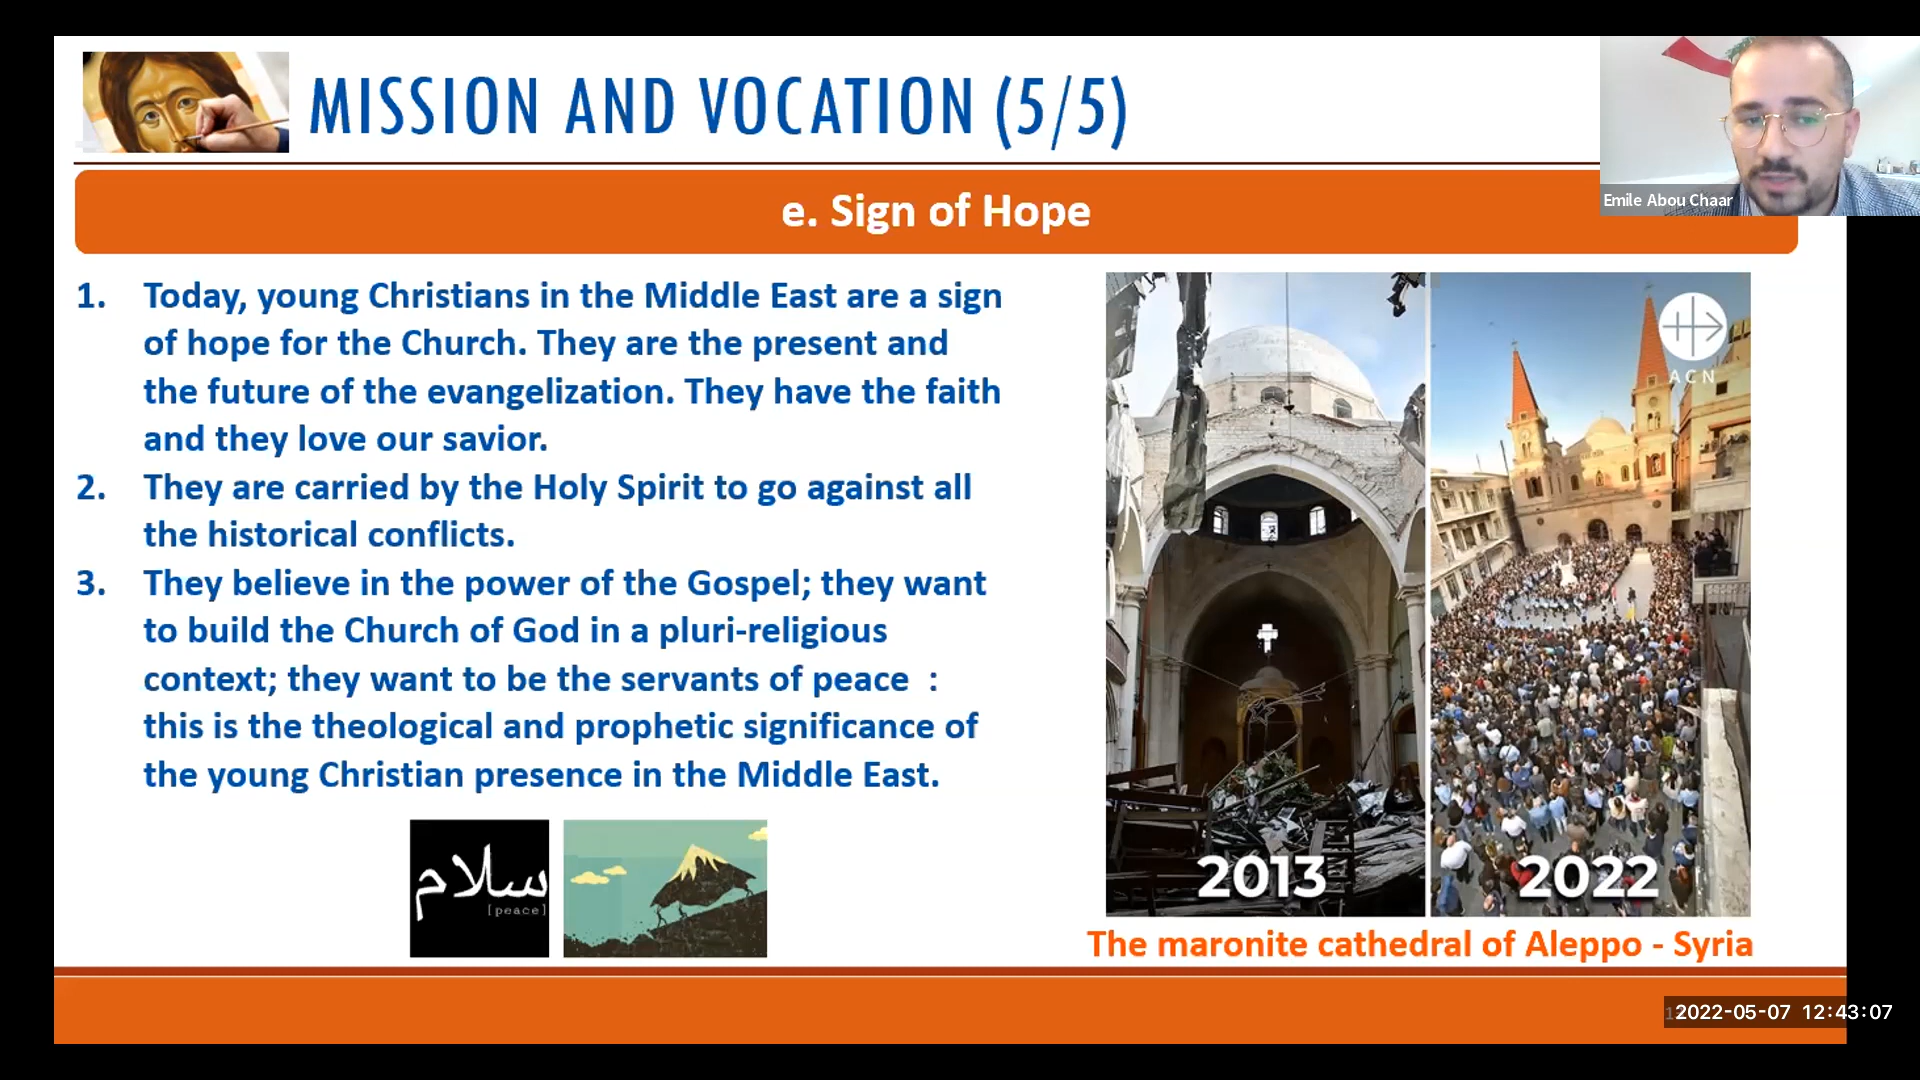 MISSION AND VOCATION (5/5)
Emile Abou Chaar
e. Sign of Hope
1. Today, young Christians in the Middle East are a sign
of hope for the Church. They are the present and
the future of the evangelization. They have the faith
and they love our savior.
2. They are carried by the Holy Spirit to go against all
the historical conflicts.
3. They believe in the power of the Gospel; they want
to build the Church of God in a pluri-religious
context; they want to be the servants of peace :
this is the theological and prophetic significance of
the young Christian presence in the Middle East.
سلام
[peace]
ACN
2013
2022
The maronite cathedral of Aleppo - Syria
2022-05-07 12:43:07